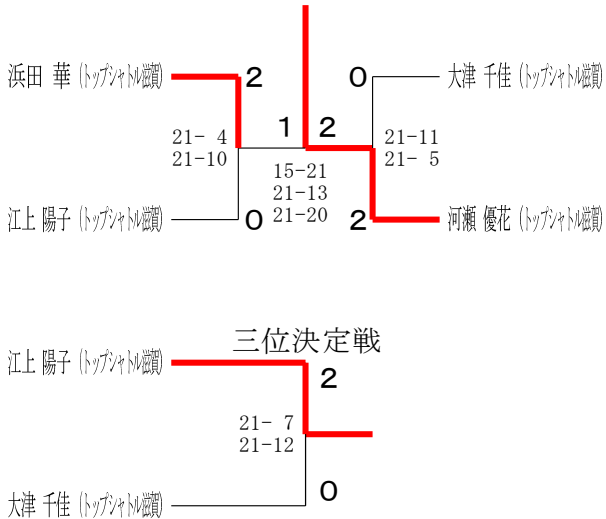 浜田 華 (トップシャトル滋賀)
2
0
大津 千佳 (トップシャトル滋賀)
21- 4
21-10
1
2
21-11
21- 5
15-21
21-13
21-20
江上 陽子 (トップシャトル滋賀)
0
2
河瀬 優花 (トップシャトル滋賀)
三位決定戦
江上 陽子 (トップシャトル滋賀)
2
21- 7
21-12
大津 千佳 (トップシャトル滋賀)
0